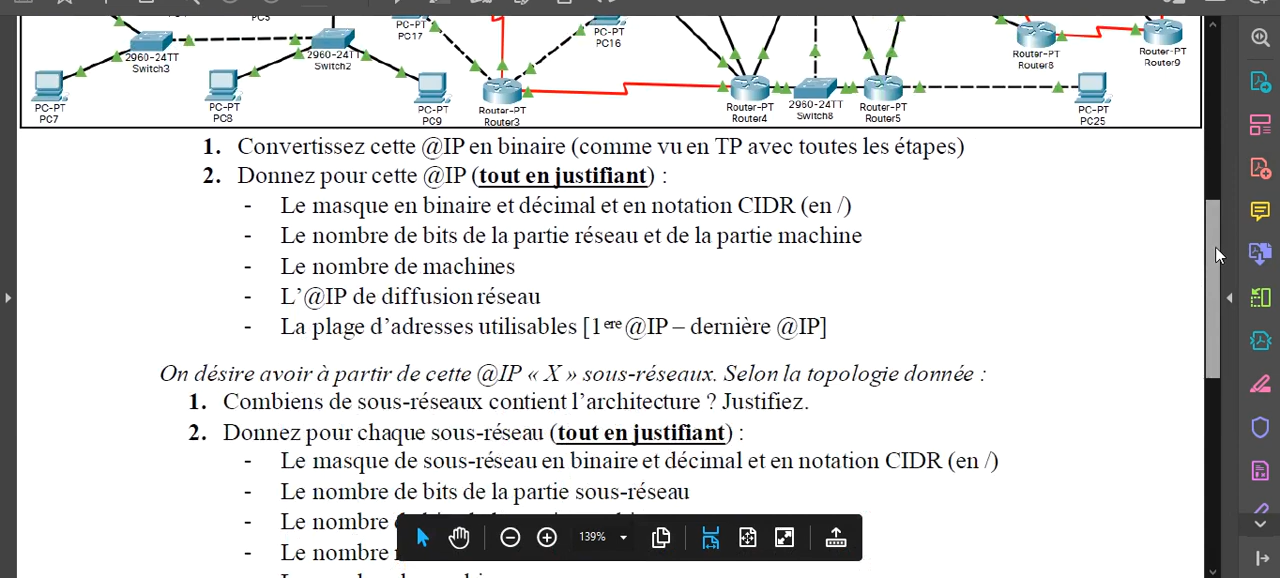 PC5
PC-PT
PC17
PC-PT
PC16
2960-24TT
Switch3
2960-24TT
Switch2
Router-PT
Router8
Router-PT
Router9
PC-PT
PC7
PC-PT
PC8
PC-PT
PC9
Router-PT
Router3
Router-PT
Router4
2960-24TT
Switch8
Router-PT
Router5
PC-PT
PC25
1. Convertissez cette @IP en binaire (comme vu en TP avec toutes les étapes)
2. Donnez pour cette @IP (tout en justifiant) :
- Le masque en binaire et décimal et en notation CIDR (en /)
- Le nombre de bits de la partie réseau et de la partie machine
- Le nombre de machines
- L’@IP de diffusion réseau
- La plage d’adresses utilisables [1ere @IP – dernière @IP]
On désire avoir à partir de cette @IP « X » sous-réseaux. Selon la topologie donnée :
1. Combiens de sous-réseaux contient l’architecture ? Justifiez.
2. Donnez pour chaque sous-réseau (tout en justifiant) :
- Le masque de sous-réseau en binaire et décimal et en notation CIDR (en /)
- Le nombre de bits de la partie sous-réseau
- Le nombre
- Le nombre
139%